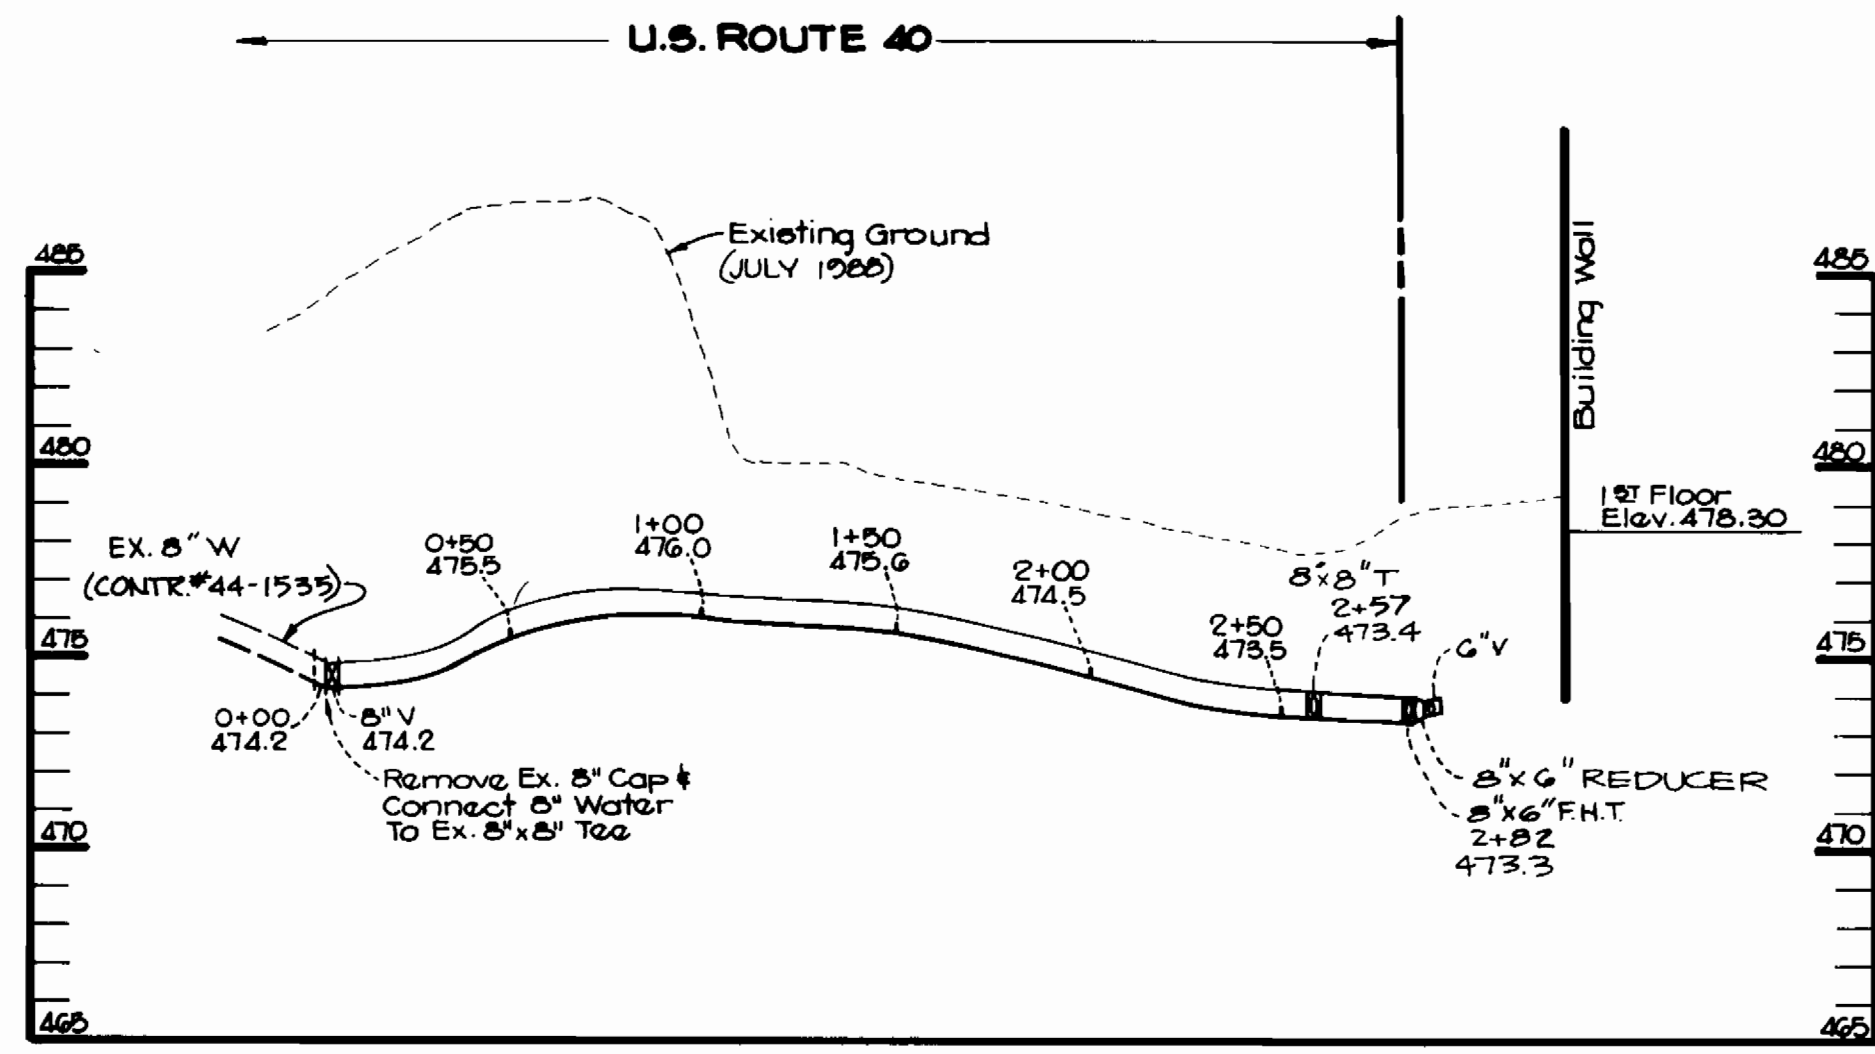 U.S. ROUTE 40
Existing Ground
(JULY 1988)
Building Wall
485
480
475
470
465
485
480
475
470
465
1ST Floor
Elev. 478.30
EX. 8" W
(CONTR.#44-1535)
0+50
475.5
1+00
476.0
1+50
475.6
2+00
474.5
2+50
473.5
8"x8" T
2+57
473.4
6" V
0+00
474.2
8" V
474.2
Remove Ex. 8" Cap &
Connect 8" Water
To Ex. 8"x8" Tee
8"x6" REDUCER
8"x6" F.H.T.
2+82
473.3